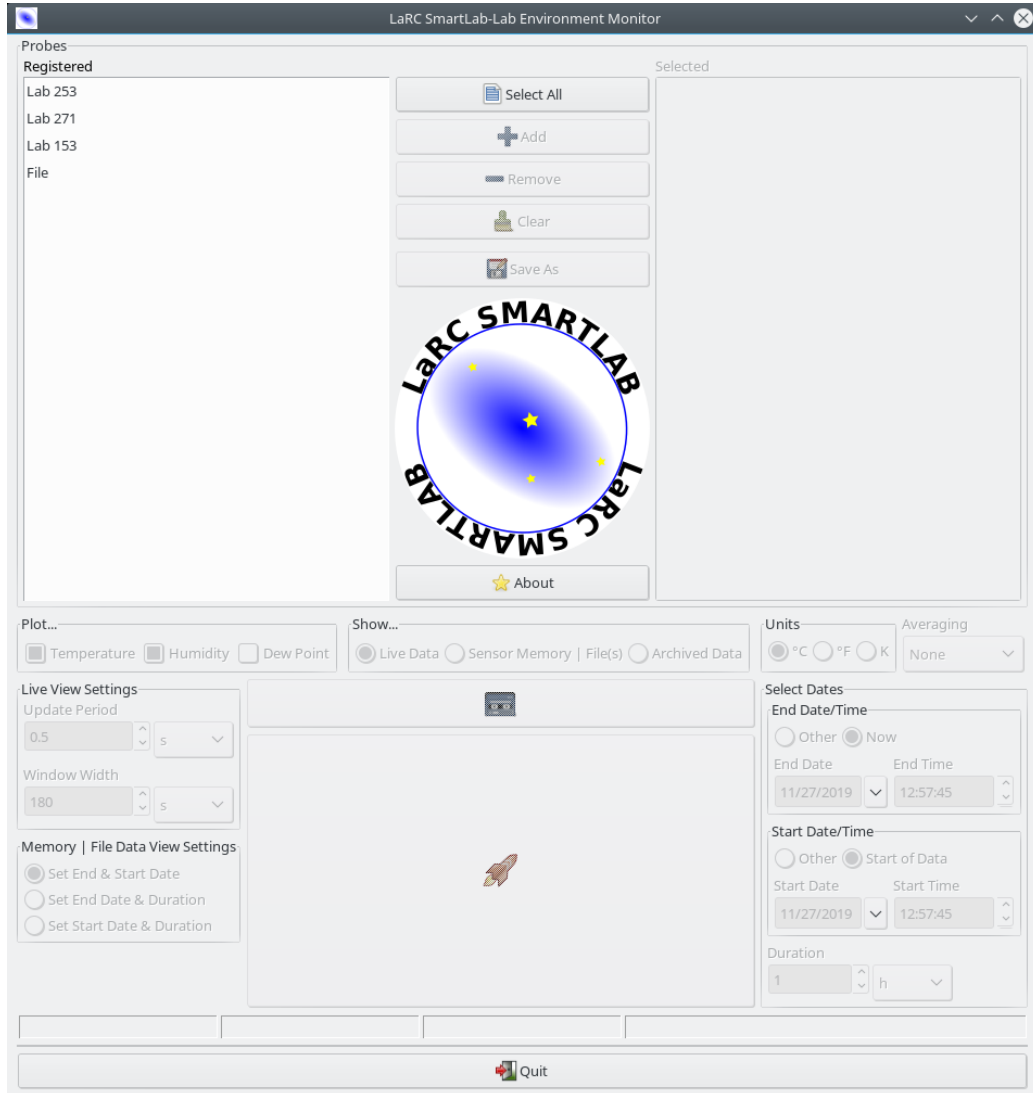 LaRC SmartLab-Lab Environment Monitor
Probes
Registered
Selected
Lab 253
Lab 271
Lab 153
File
Select All
Add
Remove
Clear
Save As
LaRC SMARTLAB
LaRC SMARTLAB
About
Plot...
Temperature Humidity Dew Point
Show...
Live Data Sensor Memory | File(s) Archived Data
Units
°C °F K
Averaging
None
Live View Settings
Update Period
0.5 s
Window Width
180 s
Memory | File Data View Settings
Set End & Start Date
Set End Date & Duration
Set Start Date & Duration
Select Dates
End Date/Time
Other Now
End Date End Time
11/27/2019 12:57:45
Start Date/Time
Other Start of Data
Start Date Start Time
11/27/2019 12:57:45
Duration
1 h
Quit